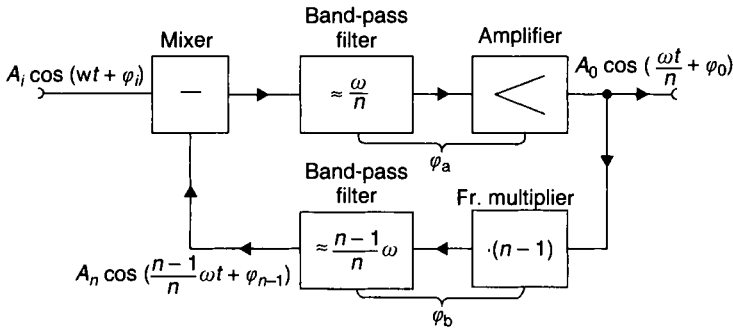 Band-pass
filter
Mixer
Amplifier
A_i cos (wt + φ_i)
−
≈ ω/n
<
A_0 cos (ωt/n + φ_0)
φ_a
Band-pass
filter
Fr. multiplier
≈ n − 1/n ω
·(n − 1)
A_n cos (n − 1/n ωt + φ_n−1)
φ_b